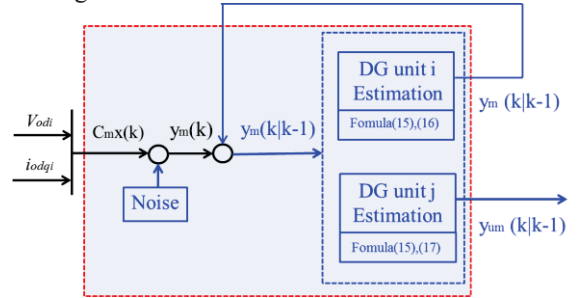 DG unit i
Estimation
Fomula(15),(16)
ym (k|k-1)
Vodi
iodqi
Cmx(k)
ym(k)
ym(k|k-1)
Noise
DG unit j
Estimation
Fomula(15),(17)
yum (k|k-1)